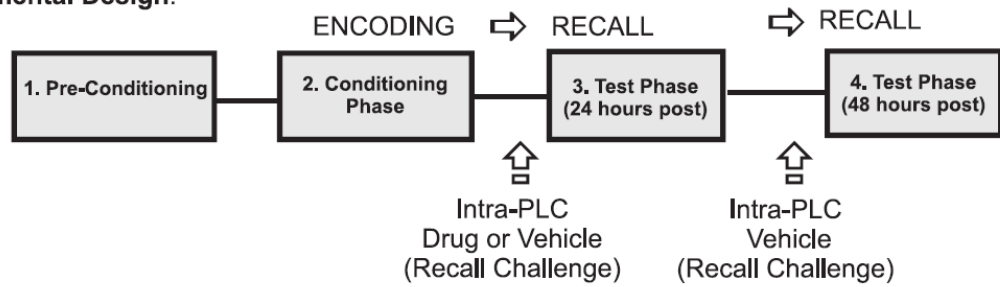 mental Design.
ENCODING RECALL RECALL
1. Pre-Conditioning
2. Conditioning
Phase
3. Test Phase
(24 hours post)
4. Test Phase
(48 hours post)
Intra-PLC
Drug or Vehicle
(Recall Challenge)
Intra-PLC
Vehicle
(Recall Challenge)